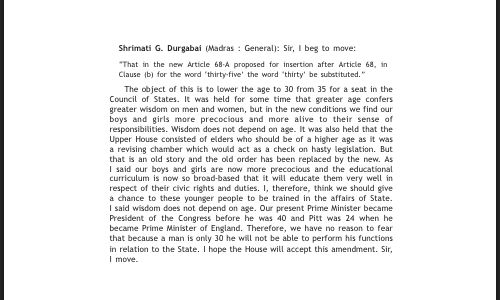 Shrimati G. Durgabai (Madras : General): Sir, I beg to move:
"That in the new Article 68-A proposed for insertion after Article 68, in
Clause (b) for the word 'thirty-five' the word 'thirty' be substituted."
The object of this is to lower the age to 30 from 35 for a seat in the
Council of States. It was held for some time that greater age confers
greater wisdom on men and women, but in the new conditions we find our
boys and girls more precocious and more alive to their sense of
responsibilities. Wisdom does not depend on age. It was also held that the
Upper House consisted of elders who should be of a higher age as it was
a revising chamber which would act as a check on hasty legislation. But
that is an old story and the old order has been replaced by the new. As
I said our boys and girls are now more precocious and the educational
curriculum is now so broad-based that it will educate them very well in
respect of their civic rights and duties. I, therefore, think we should give
a chance to these younger people to be trained in the affairs of State.
I said wisdom does not depend on age. Our present Prime Minister became
President of the Congress before he was 40 and Pitt was 24 when he
became Prime Minister of England. Therefore, we have no reason to fear
that because a man is only 30 he will not be able to perform his functions
in relation to the State. I hope the House will accept this amendment. Sir,
I move.